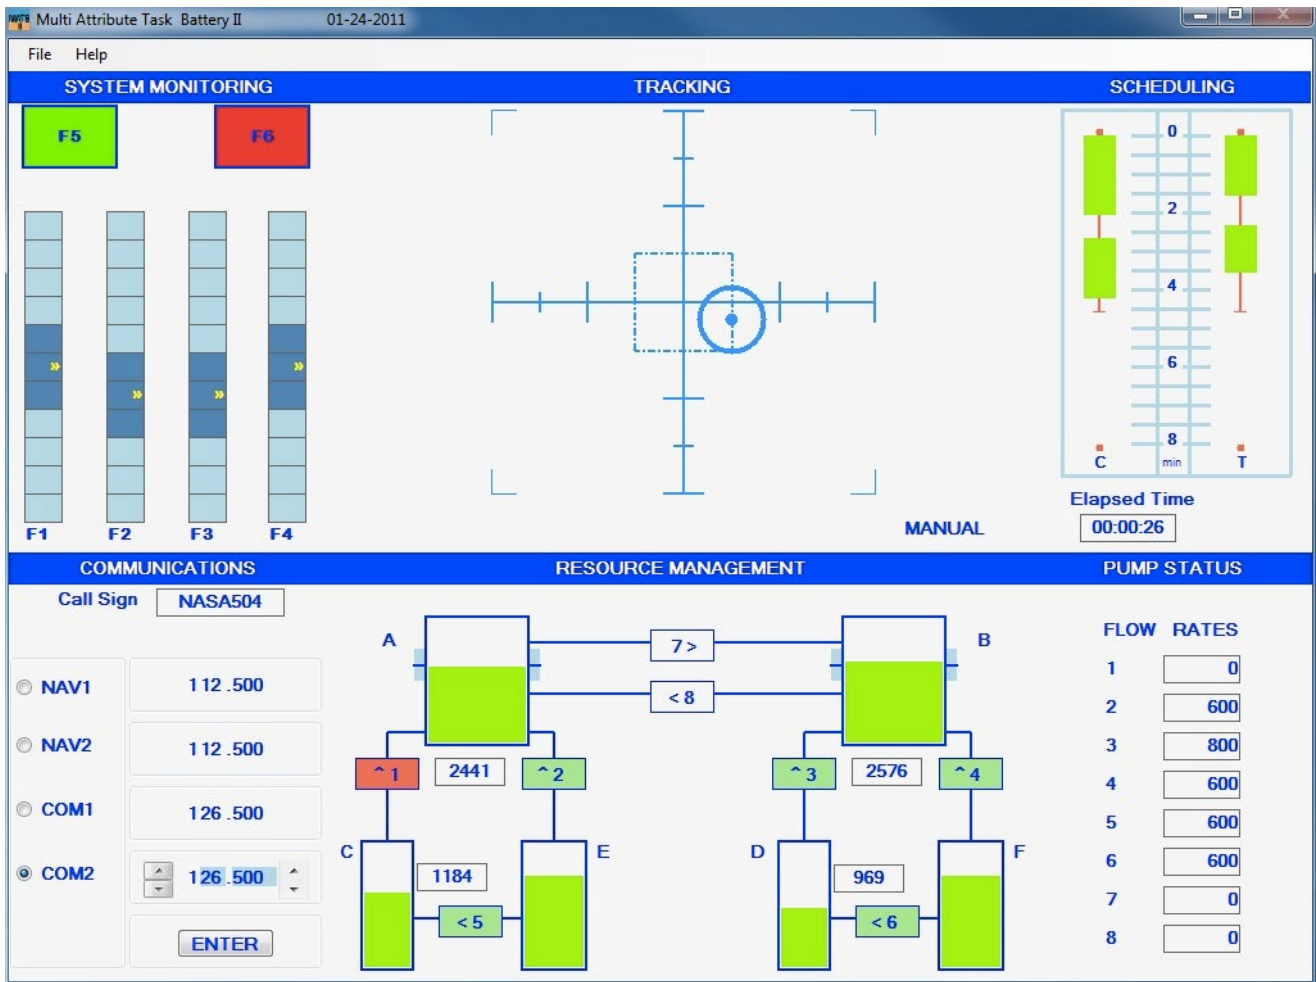 MATB II Multi Attribute Task Battery II 01-24-2011
File Help
SYSTEM MONITORING
F5 F6
» » » »
F1 F2 F3 F4
TRACKING
MANUAL
SCHEDULING
0
2
4
6
8
C min T
Elapsed Time
00:00:26
COMMUNICATIONS
Call Sign NASA504
NAV1 112.500
NAV2 112.500
COM1 126.500
COM2 126.500
ENTER
RESOURCE MANAGEMENT
A 7 > B
< 8
^ 1 2441 ^ 2 ^ 3 2576 ^ 4
C E D F
1184 969
< 5 < 6
PUMP STATUS
FLOW RATES
1 0
2 600
3 800
4 600
5 600
6 600
7 0
8 0